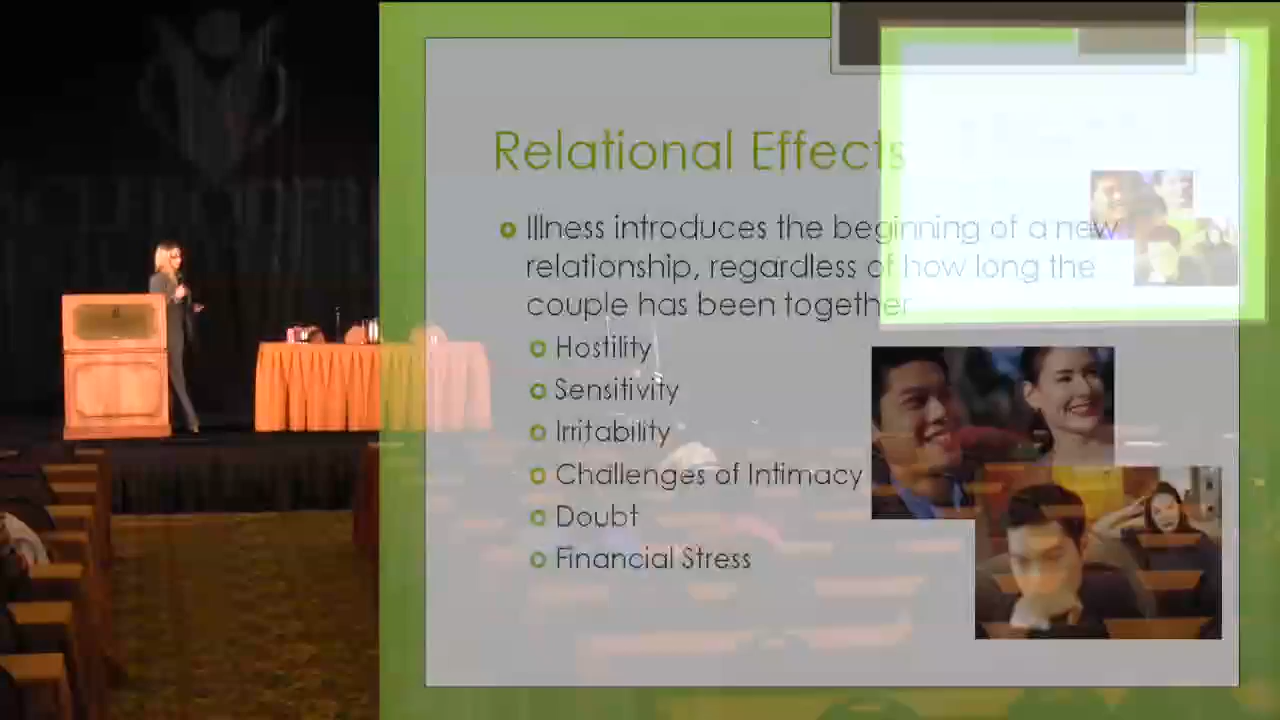 Relational Effects
Illness introduces the beginning of a new
relationship, regardless of how long the
couple has been together
Hostility
Sensitivity
Irritability
Challenges of Intimacy
Doubt
Financial Stress